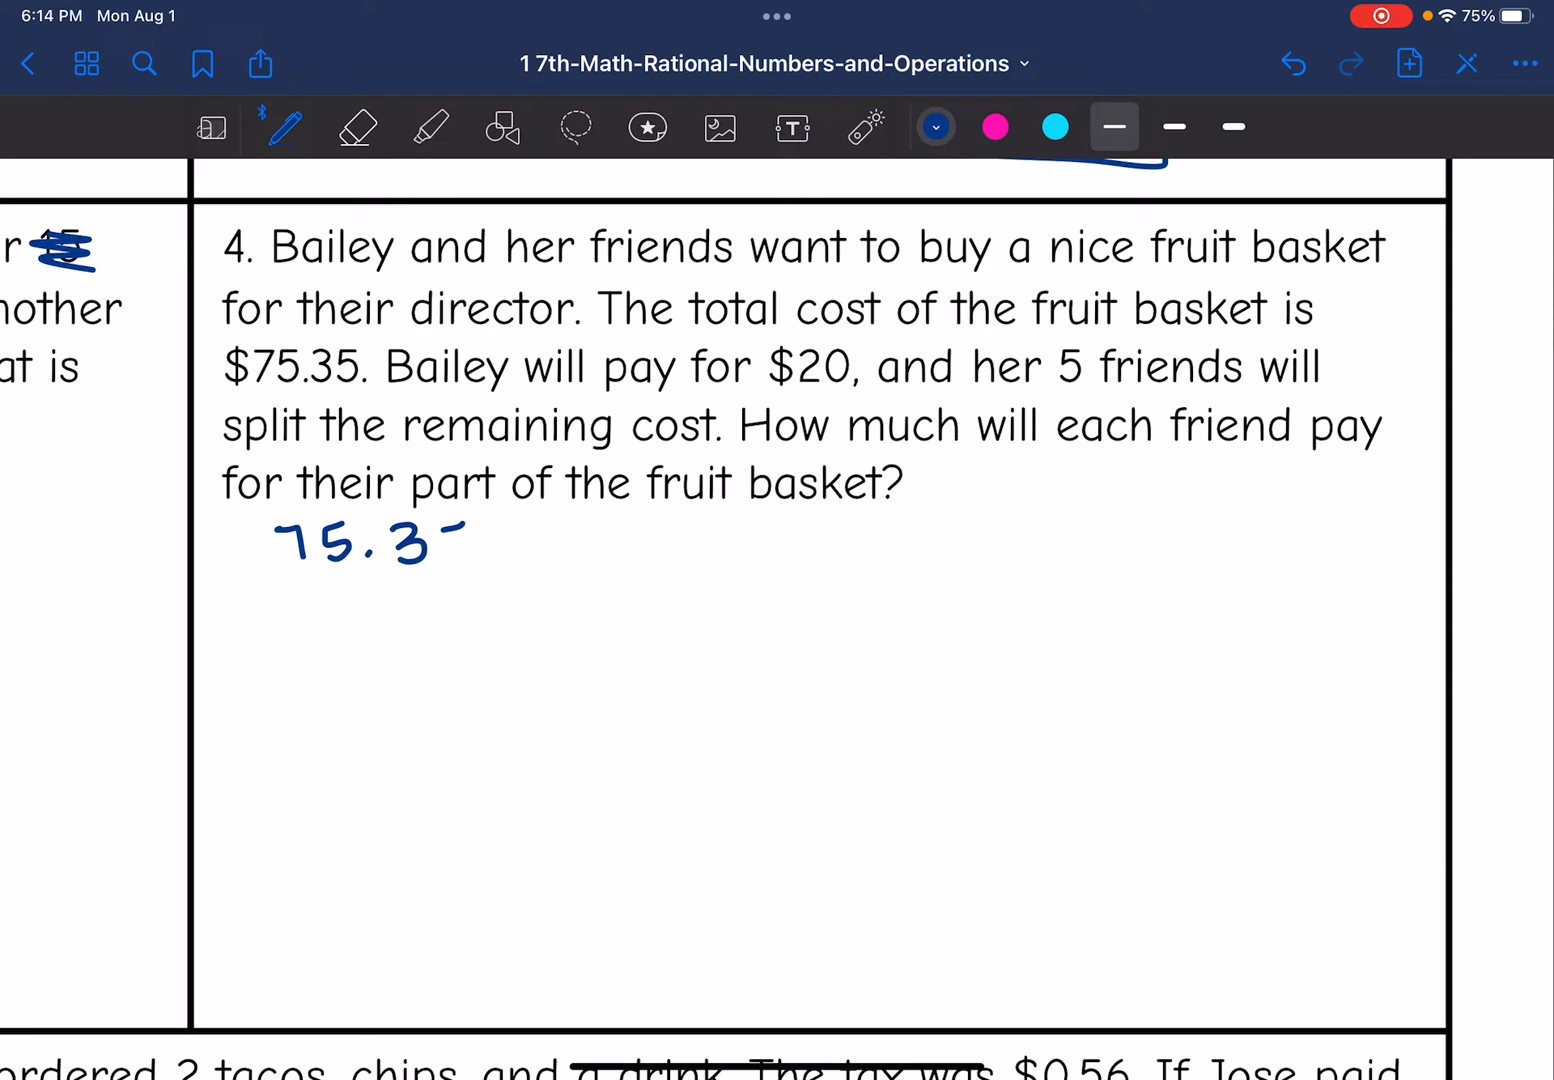 6:14 PM Mon Aug 1
75%
1 7th-Math-Rational-Numbers-and-Operations
T
r 15
4. Bailey and her friends want to buy a nice fruit basket
nother
for their director. The total cost of the fruit basket is
at is
$75.35. Bailey will pay for $20, and her 5 friends will
split the remaining cost. How much will each friend pay
for their part of the fruit basket?
75.3
ordered 2 tacos, chips, and a drink. The tax was $0.56. If Jose paid